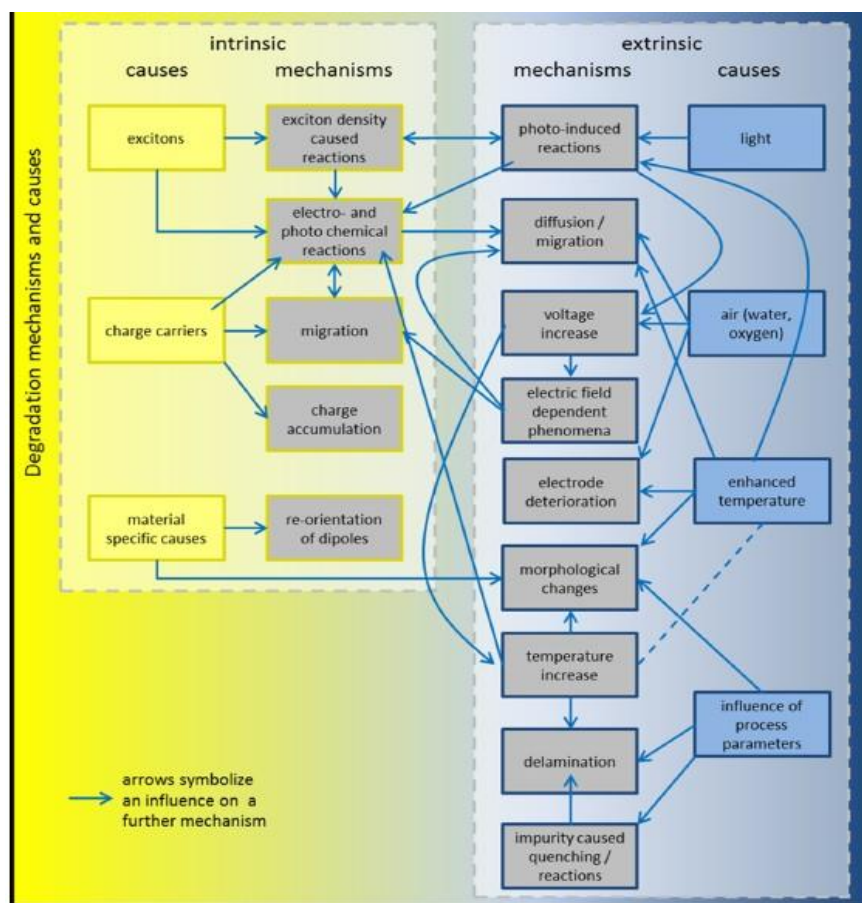 Degradation mechanisms and causes
intrinsic
causes
mechanisms
extrinsic
mechanisms
causes
excitons
exciton density
caused
reactions
photo-induced
reactions
light
electro- and
photo chemical
reactions
diffusion /
migration
charge carriers
migration
voltage
increase
air (water,
oxygen)
charge
accumulation
electric field
dependent
phenomena
electrode
deterioration
enhanced
temperature
material
specific causes
re-orientation
of dipoles
morphological
changes
temperature
increase
influence of
process
parameters
delamination
impurity caused
quenching /
reactions
arrows symbolize
an influence on a
further mechanism